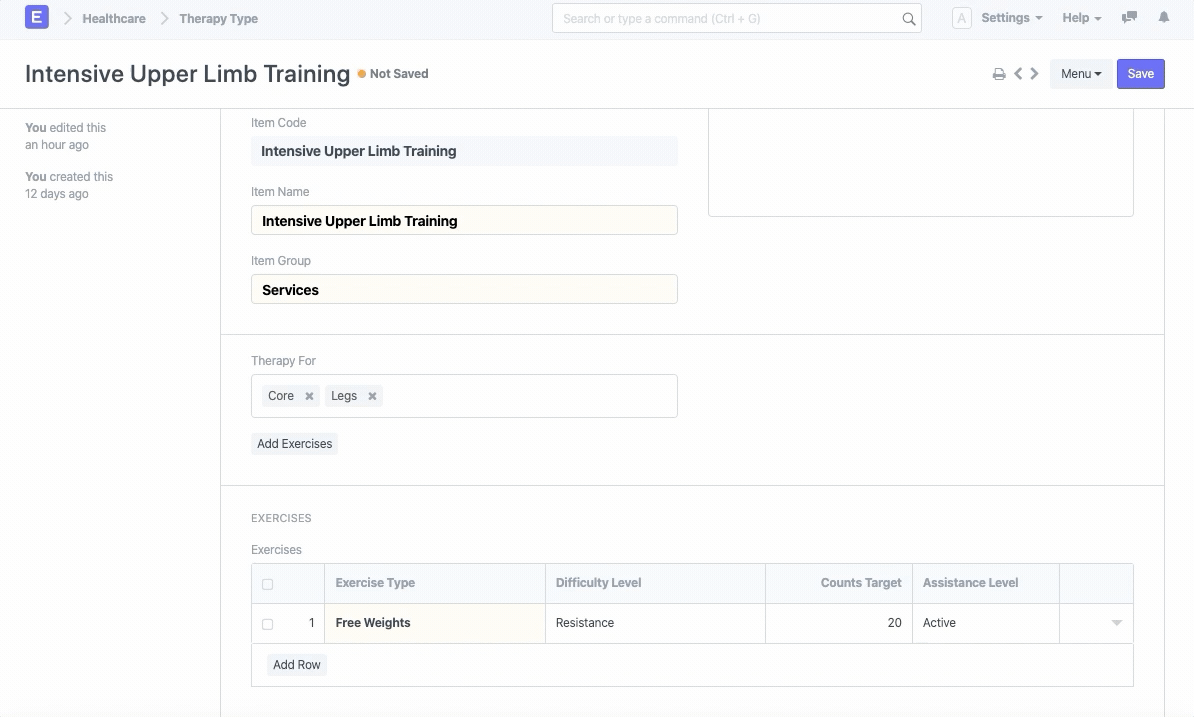 E Healthcare Therapy Type Search or type a command (Ctrl + G) A Settings Help
Intensive Upper Limb Training Not Saved Menu Save
You edited this
an hour ago
You created this
12 days ago
Item Code
Intensive Upper Limb Training
Item Name
Intensive Upper Limb Training
Item Group
Services
Therapy For
Core Legs
Add Exercises
EXERCISES
Exercises
Exercise Type Difficulty Level Counts Target Assistance Level
1 Free Weights Resistance 20 Active
Add Row